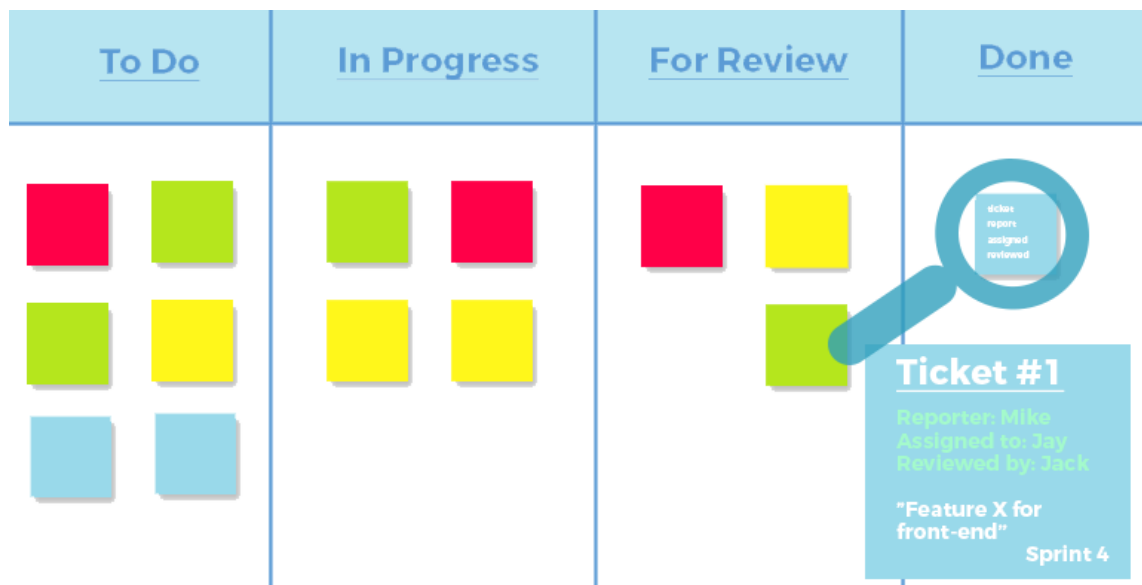 To Do
In Progress
For Review
Done
ticket
report
assigned
reviewed
Ticket #1
Reporter: Mike
Assigned to: Jay
Reviewed by: Jack
"Feature X for
front-end"
Sprint 4